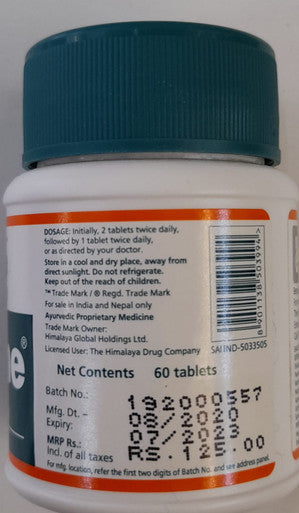 DOSAGE: Initially, 2 tablets twice daily,
followed by 1 tablet twice daily,
or as directed by your doctor.
Store in a cool and dry place, away from
direct sunlight. Do not refrigerate.
Keep out of the reach of children.
™ Trade Mark / ® Regd. Trade Mark
For sale in India and Nepal only
Ayurvedic Proprietary Medicine
Trade Mark Owner:
Himalaya Global Holdings Ltd.
Licensed User: The Himalaya Drug Company
8 901138 503994
SAI IND-5033505
Net Contents 60 tablets
Batch No.: 192000557
Mfg. Dt. – 08/2020
Expiry: 07/2023
MRP Rs.: RS. 125.00
Incl. of all taxes
For mfg. location, refer the first two digits of Batch No. and see address panel.